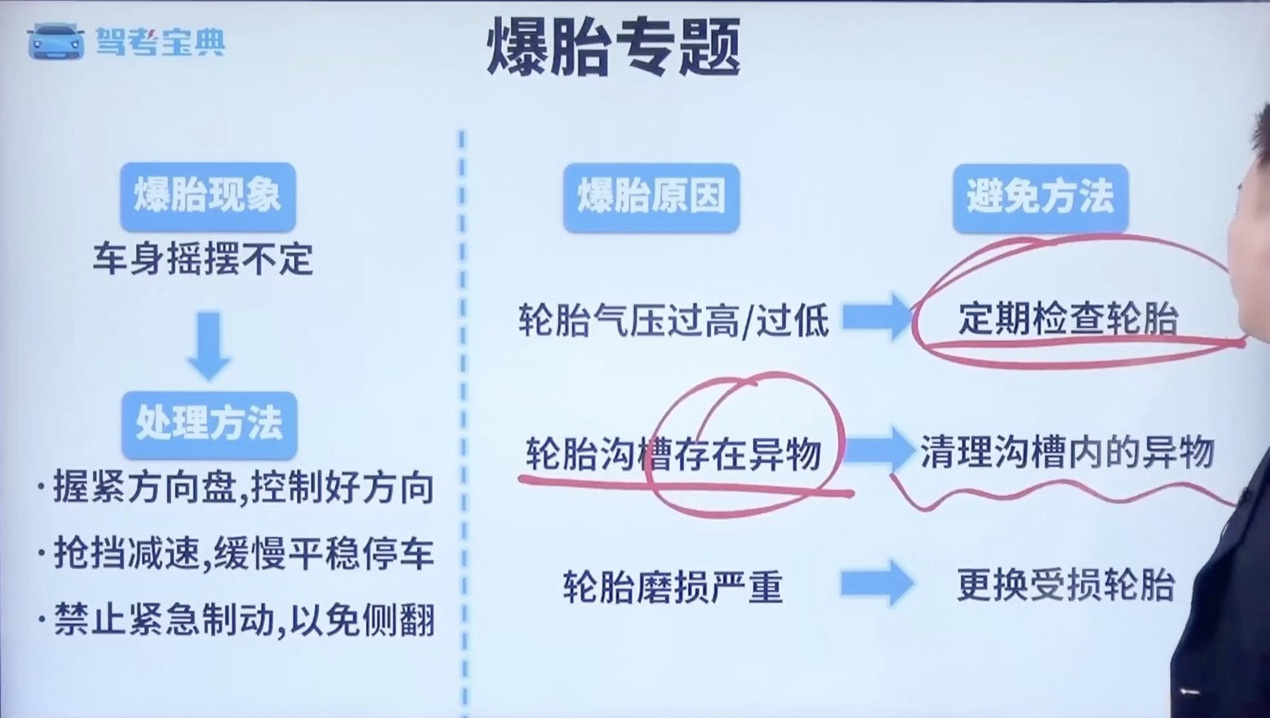 驾考宝典
爆胎专题
爆胎现象
车身摇摆不定
处理方法
·握紧方向盘,控制好方向
·抢挡减速,缓慢平稳停车
·禁止紧急制动,以免侧翻
爆胎原因
避免方法
轮胎气压过高/过低
定期检查轮胎
轮胎沟槽存在异物
清理沟槽内的异物
轮胎磨损严重
更换受损轮胎